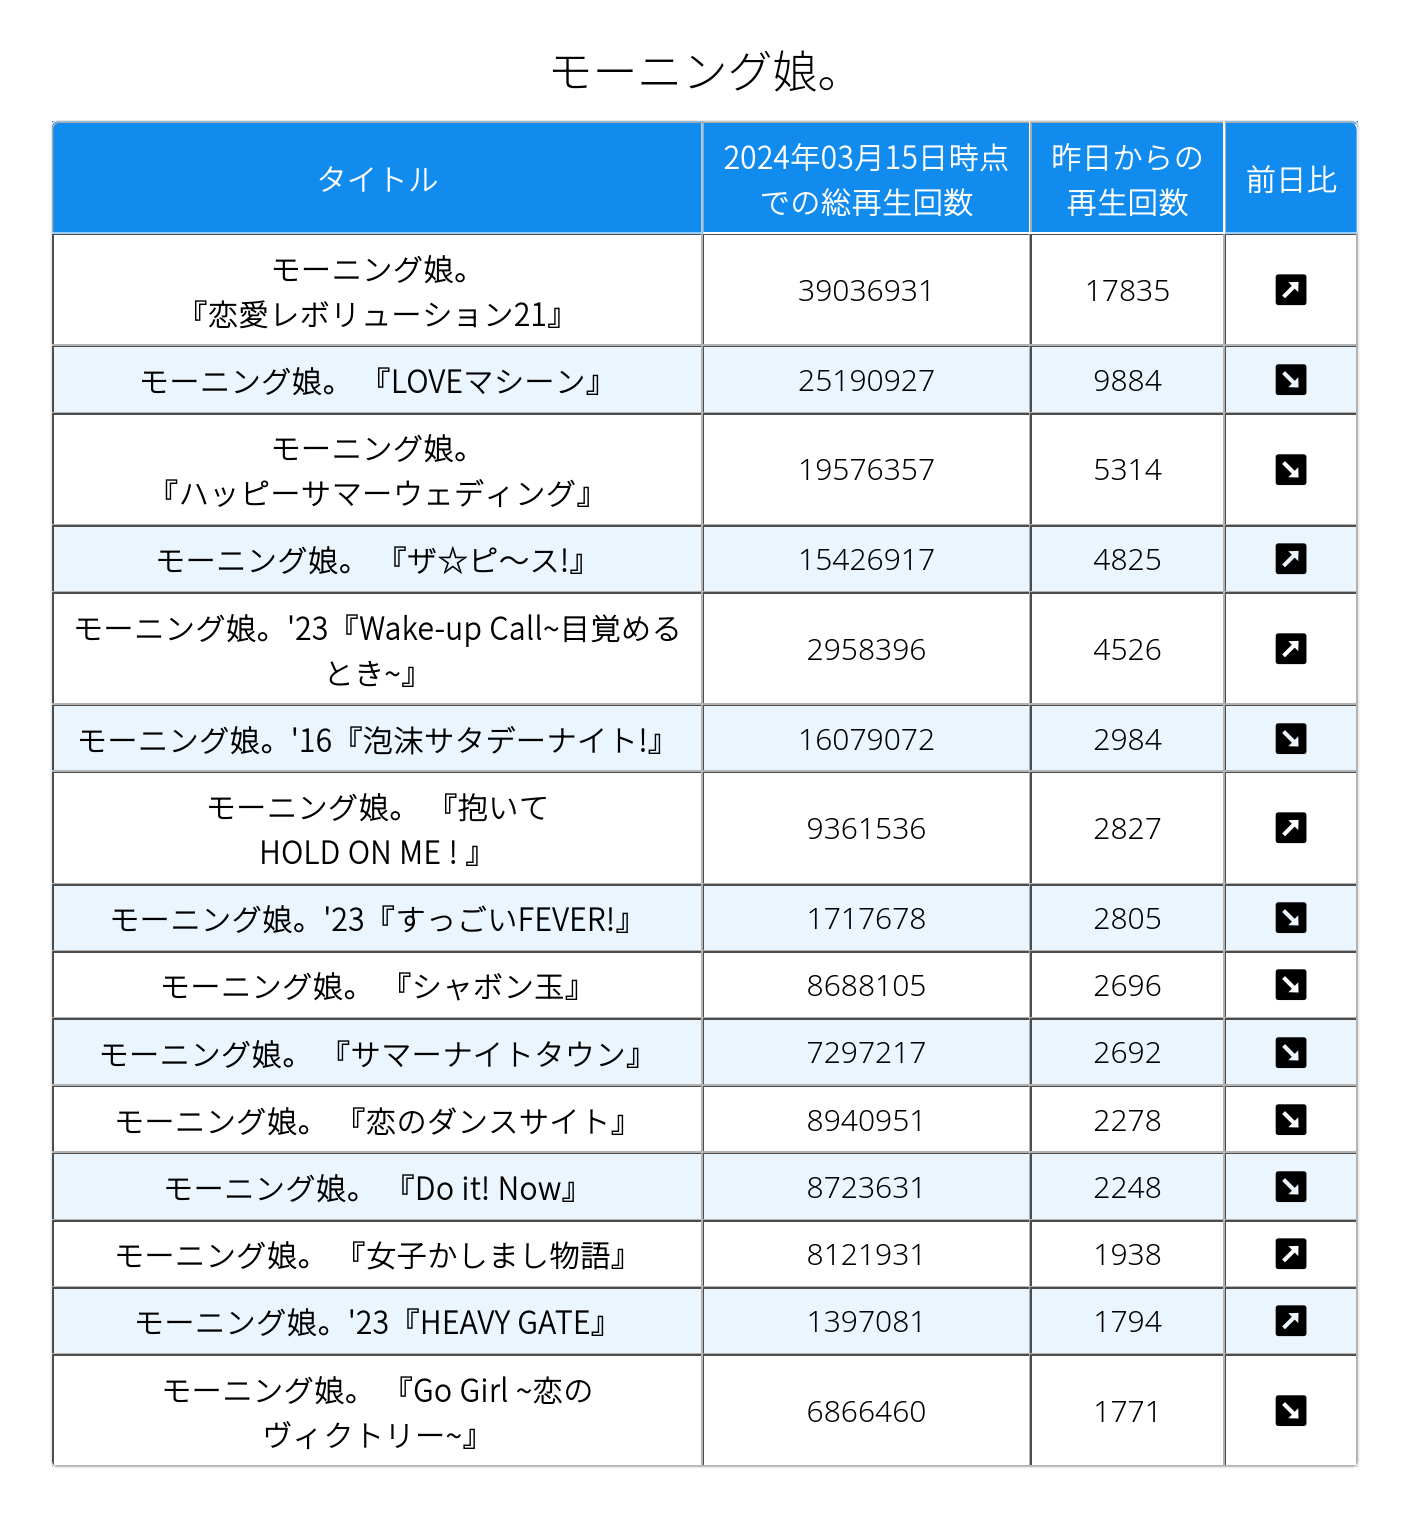 モーニング娘。
タイトル
2024年03月15日時点
での総再生回数
昨日からの
再生回数
前日比
モーニング娘。
『恋愛レボリューション21』
39036931
17835
モーニング娘。 『LOVEマシーン』
25190927
9884
モーニング娘。
『ハッピーサマーウェディング』
19576357
5314
モーニング娘。 『ザ☆ピ〜ス!』
15426917
4825
モーニング娘。'23『Wake-up Call~目覚める
とき~』
2958396
4526
モーニング娘。'16『泡沫サタデーナイト!』
16079072
2984
モーニング娘。 『抱いて
HOLD ON ME ! 』
9361536
2827
モーニング娘。'23『すっごいFEVER!』
1717678
2805
モーニング娘。 『シャボン玉』
8688105
2696
モーニング娘。 『サマーナイトタウン』
7297217
2692
モーニング娘。 『恋のダンスサイト』
8940951
2278
モーニング娘。 『Do it! Now』
8723631
2248
モーニング娘。 『女子かしまし物語』
8121931
1938
モーニング娘。'23『HEAVY GATE』
1397081
1794
モーニング娘。 『Go Girl ~恋の
ヴィクトリー~』
6866460
1771